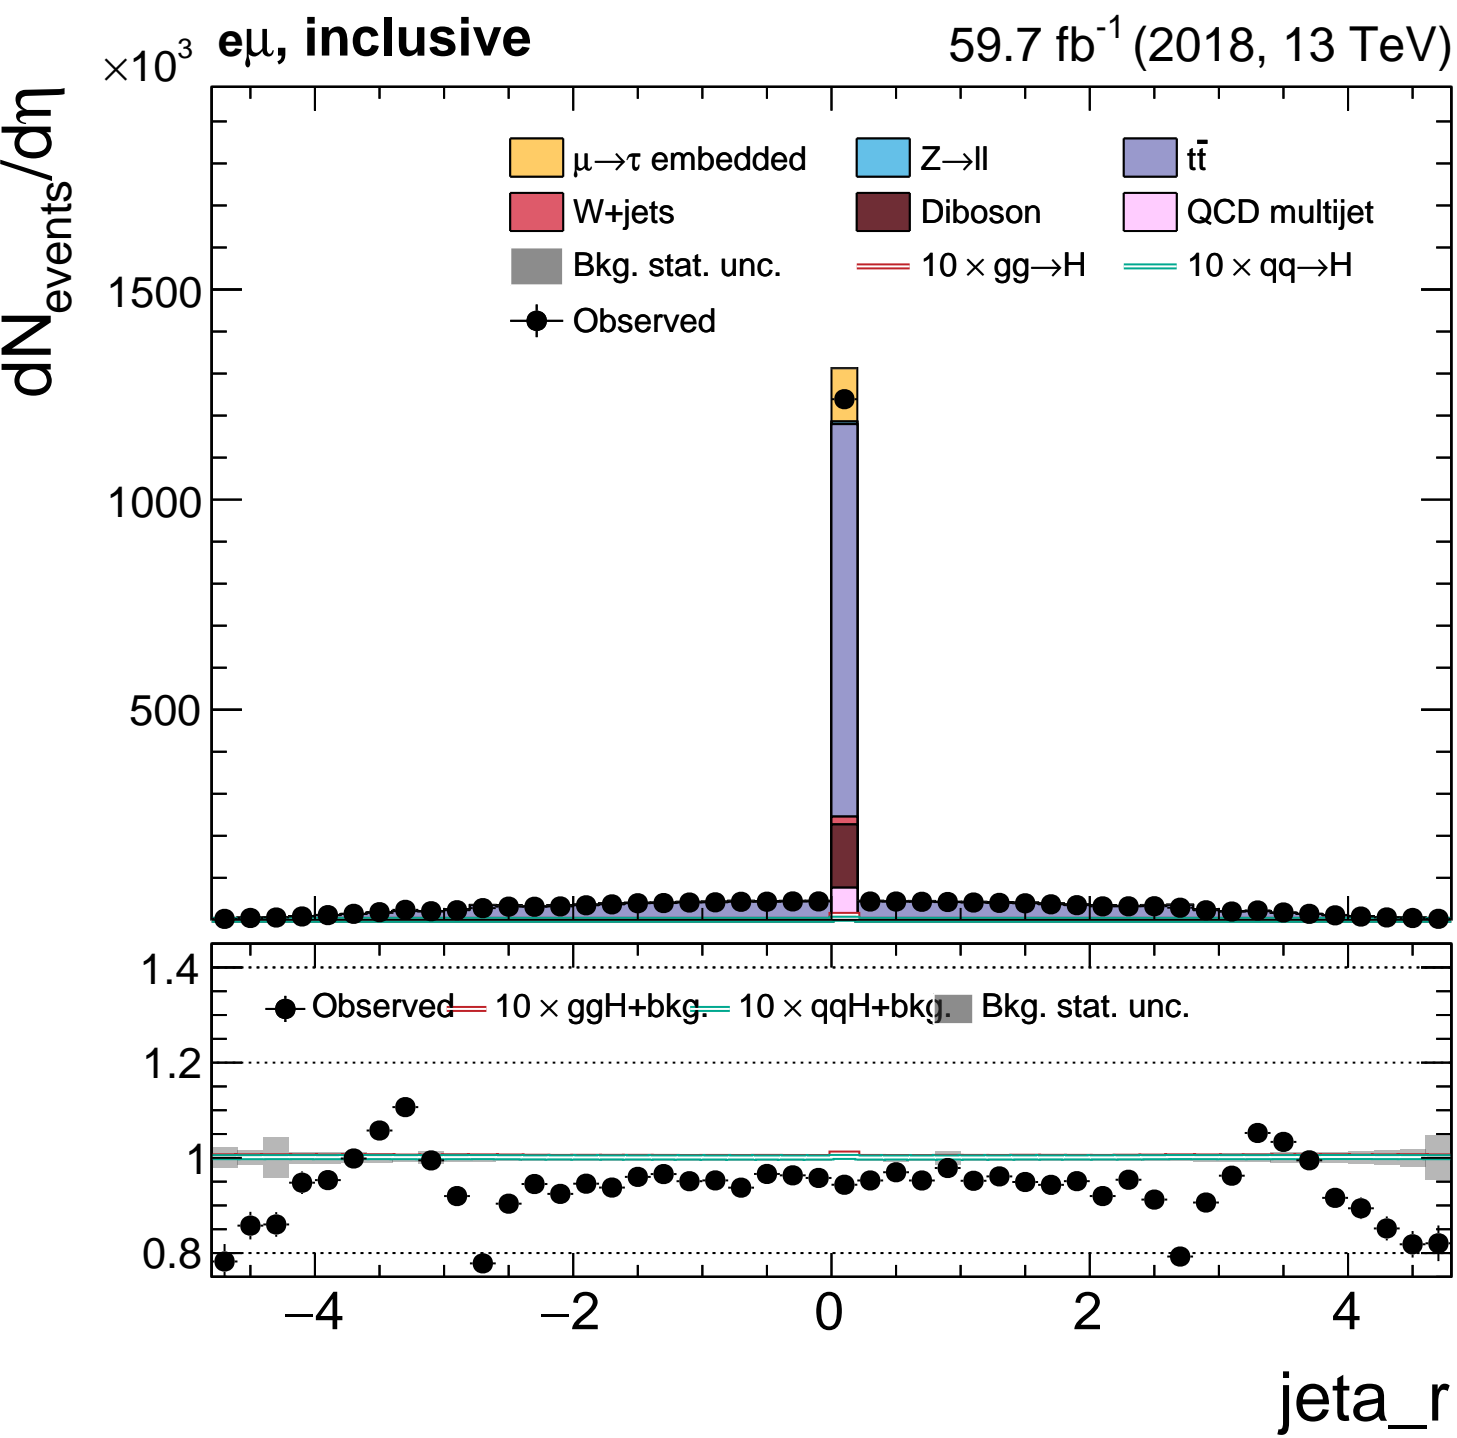 ×10³ eμ, inclusive 59.7 fb⁻¹ (2018, 13 TeV)
dN_events/dη
μ→τ embedded Z→ll tt̄
W+jets Diboson QCD multijet
Bkg. stat. unc. 10 × gg→H 10 × qq→H
Observed
1500
1000
500
1.4
Observed 10 × ggH+bkg. 10 × qqH+bkg. Bkg. stat. unc.
1.2
1
0.8
−4 −2 0 2 4
jeta_r